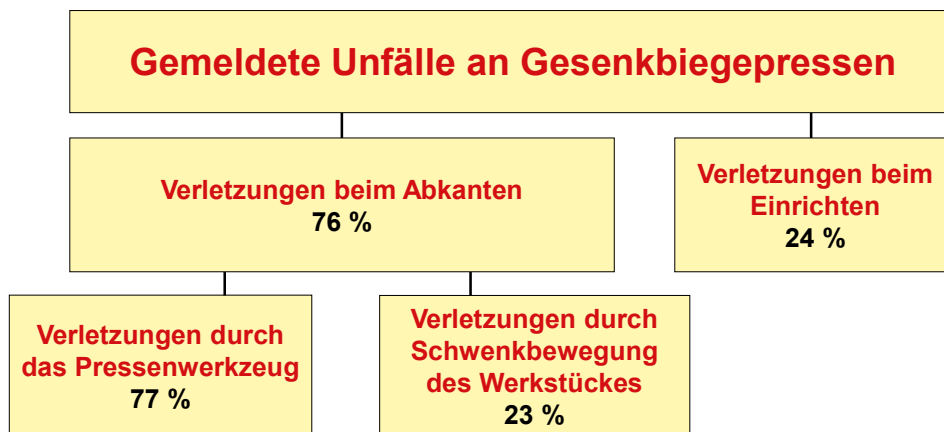 Gemeldete Unfälle an Gesenkbiegepressen
Verletzungen beim Abkanten
76 %
Verletzungen beim
Einrichten
24 %
Verletzungen durch
das Pressenwerkzeug
77 %
Verletzungen durch
Schwenkbewegung
des Werkstückes
23 %